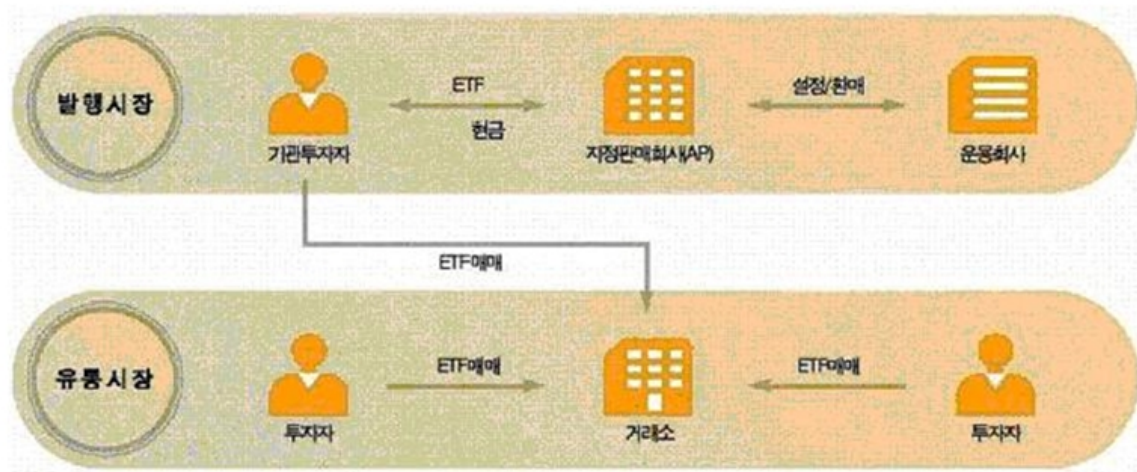 발행시장
ETF
현금
설정/환매
기관투자자
지정판매회사(AP)
운용회사
ETF매매
유통시장
ETF매매
ETF매매
투자자
거래소
투자자